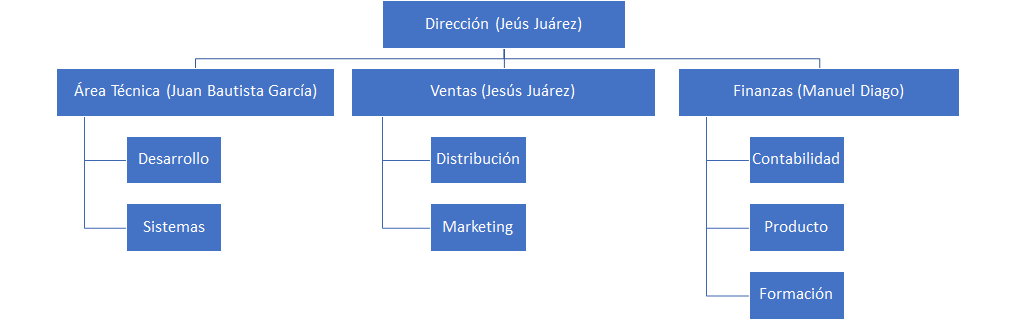 Dirección (Jeús Juárez)
Área Técnica (Juan Bautista García)
Ventas (Jesús Juárez)
Finanzas (Manuel Diago)
Desarrollo
Sistemas
Distribución
Marketing
Contabilidad
Producto
Formación